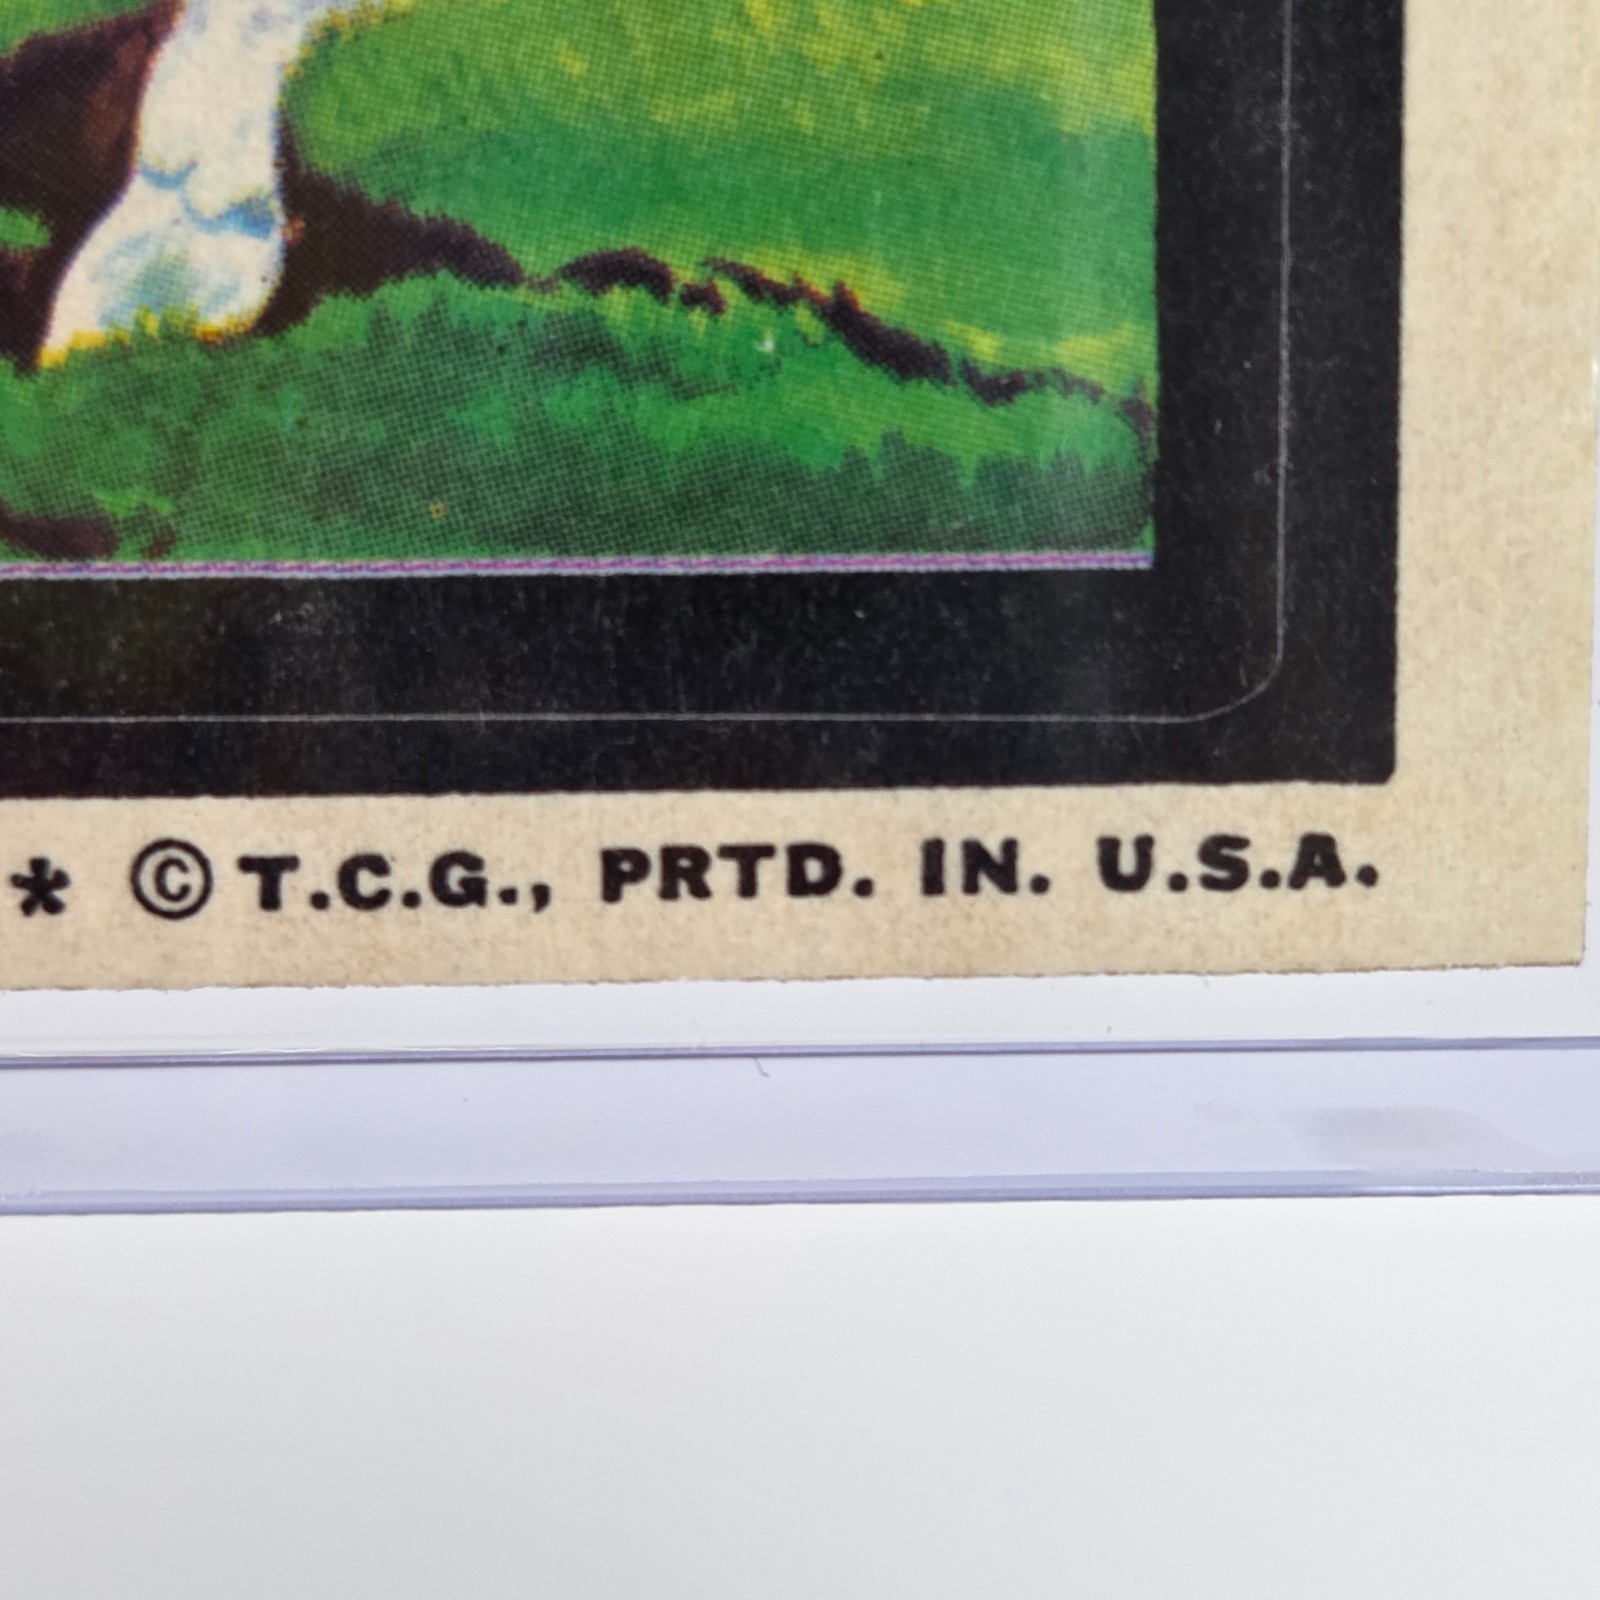 * © T.C.G., PRTD. IN. U.S.A.